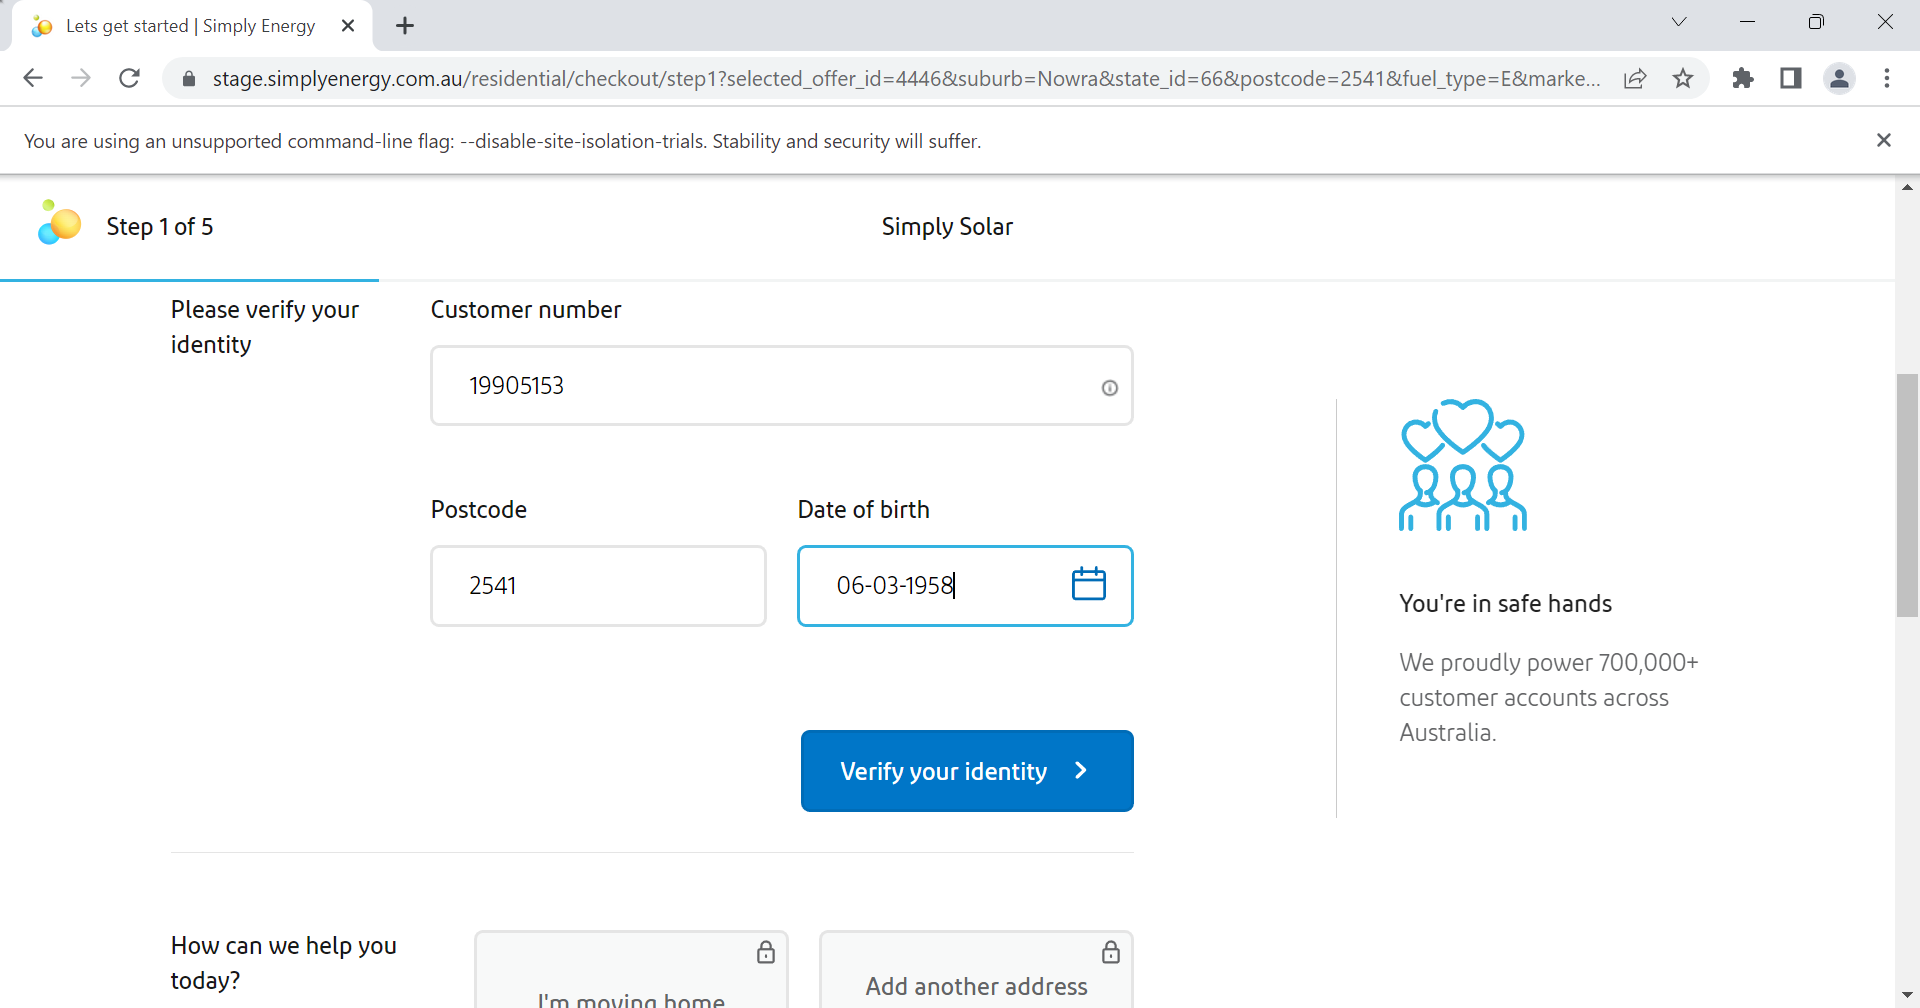 Lets get started | Simply Energy
stage.simplyenergy.com.au/residential/checkout/step1?selected_offer_id=4446&suburb=Nowra&state_id=66&postcode=2541&fuel_type=E&marke...
You are using an unsupported command-line flag: --disable-site-isolation-trials. Stability and security will suffer.
Step 1 of 5
Simply Solar
Please verify your
identity
Customer number
19905153
Postcode
Date of birth
2541
06-03-1958
Verify your identity
You're in safe hands
We proudly power 700,000+
customer accounts across
Australia.
How can we help you
today?
I'm moving home
Add another address